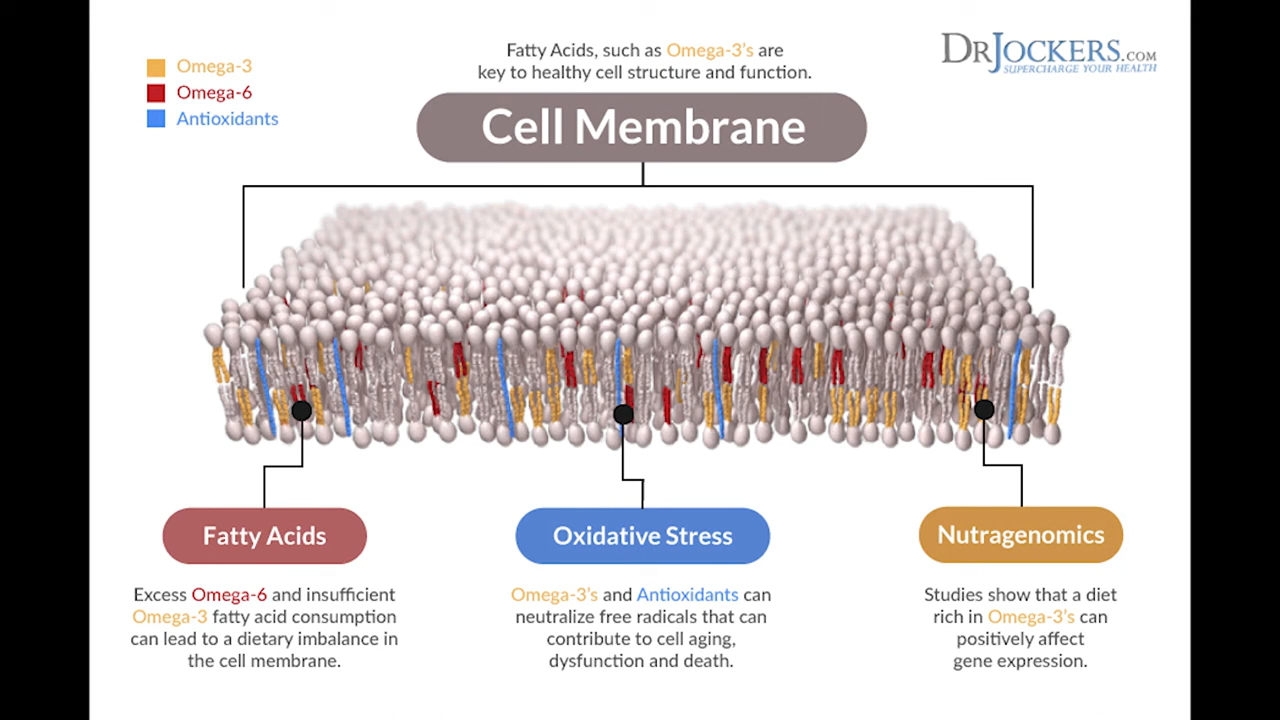 Omega-3
Omega-6
Antioxidants
Fatty Acids, such as Omega-3's are
key to healthy cell structure and function.
DRJOCKERS.COM
SUPERCHARGE YOUR HEALTH
Cell Membrane
Fatty Acids
Excess Omega-6 and insufficient
Omega-3 fatty acid consumption
can lead to a dietary imbalance in
the cell membrane.
Oxidative Stress
Omega-3's and Antioxidants can
neutralize free radicals that can
contribute to cell aging,
dysfunction and death.
Nutragenomics
Studies show that a diet
rich in Omega-3's can
positively affect
gene expression.